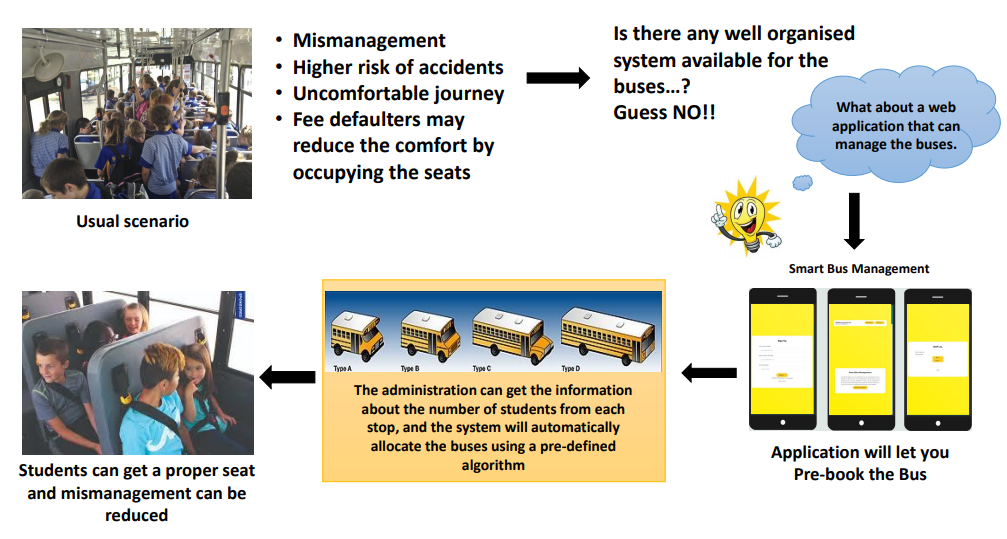 Usual scenario
• Mismanagement
• Higher risk of accidents
• Uncomfortable journey
• Fee defaulters may
reduce the comfort by
occupying the seats
Is there any well organised
system available for the
buses…?
Guess NO!!
What about a web
application that can
manage the buses.
Smart Bus Management
Application will let you
Pre-book the Bus
Type A
Type B
Type C
Type D
The administration can get the information
about the number of students from each
stop, and the system will automatically
allocate the buses using a pre-defined
algorithm
Students can get a proper seat
and mismanagement can be
reduced